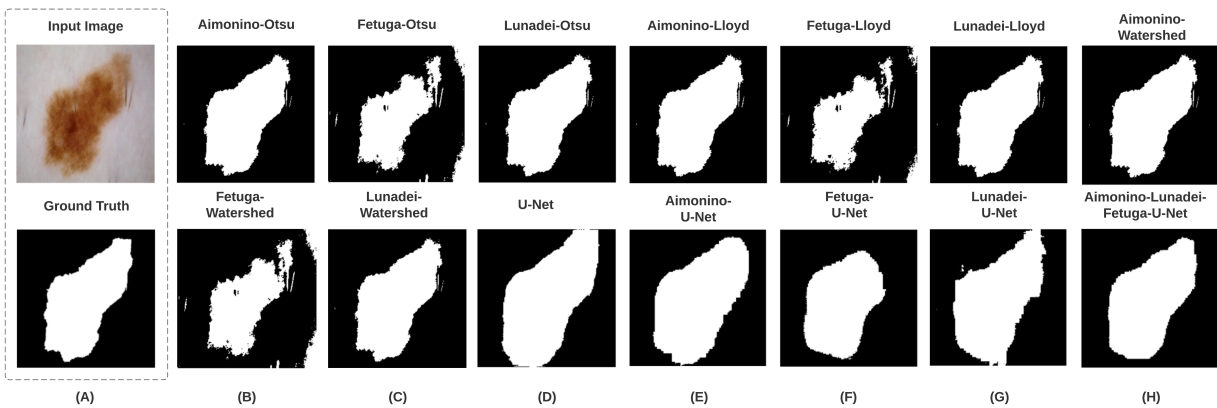 Input Image
Aimonino-Otsu
Fetuga-Otsu
Lunadei-Otsu
Aimonino-Lloyd
Fetuga-Lloyd
Lunadei-Lloyd
Aimonino-
Watershed
Ground Truth
Fetuga-
Watershed
Lunadei-
Watershed
U-Net
Aimonino-
U-Net
Fetuga-
U-Net
Lunadei-
U-Net
Aimonino-Lunadei-
Fetuga-U-Net
(A)
(B)
(C)
(D)
(E)
(F)
(G)
(H)